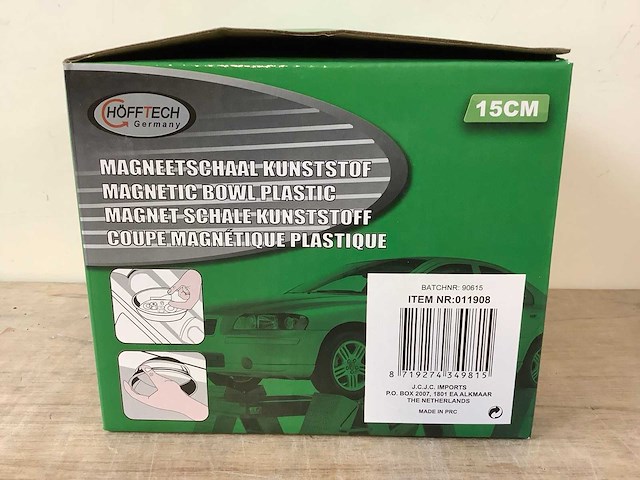 HÖFFTECH
Germany
15CM
MAGNEETSCHAAL KUNSTSTOF
MAGNETIC BOWL PLASTIC
MAGNET SCHALE KUNSTSTOFF
COUPE MAGNÉTIQUE PLASTIQUE
BATCHNR: 90615
ITEM NR:011908
8 719274 349815
J.C.J.C. IMPORTS
P.O. BOX 2007, 1801 EA ALKMAAR
THE NETHERLANDS
MADE IN PRC